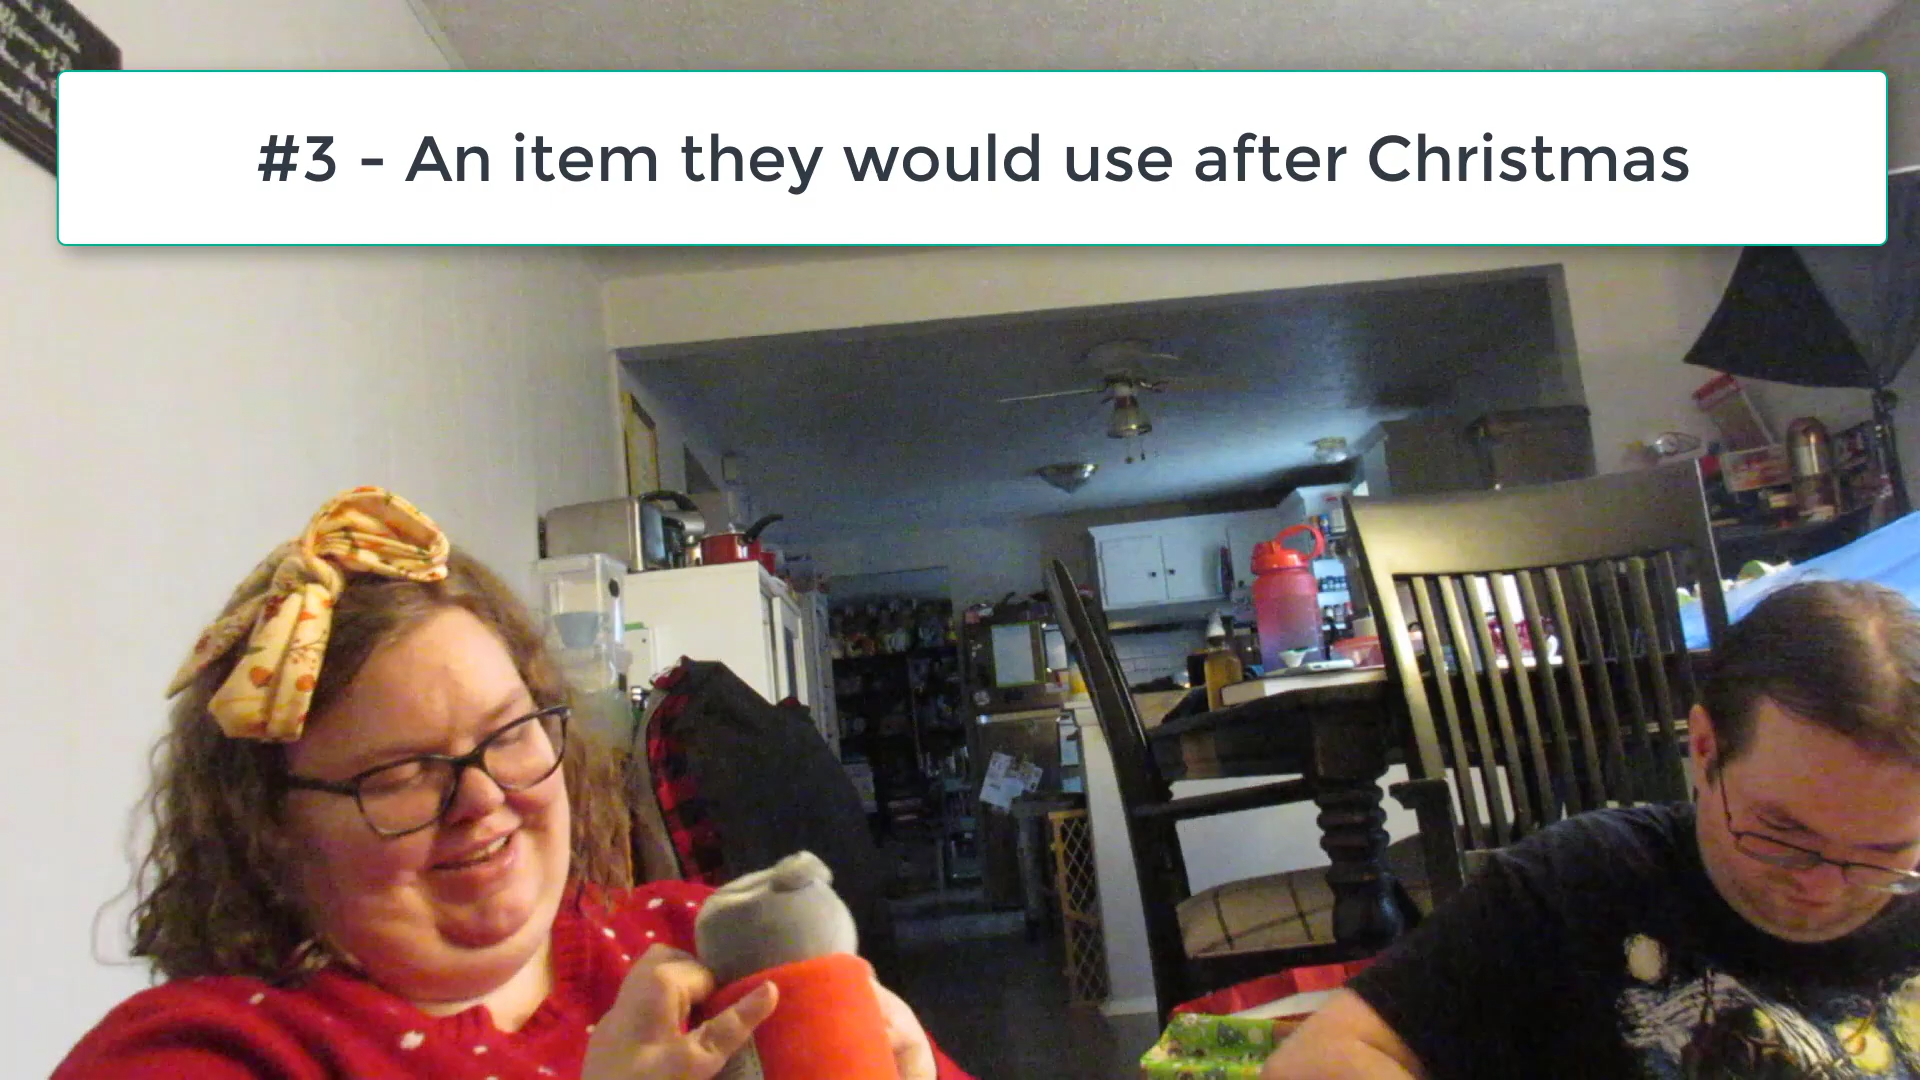 #3 - An item they would use after Christmas